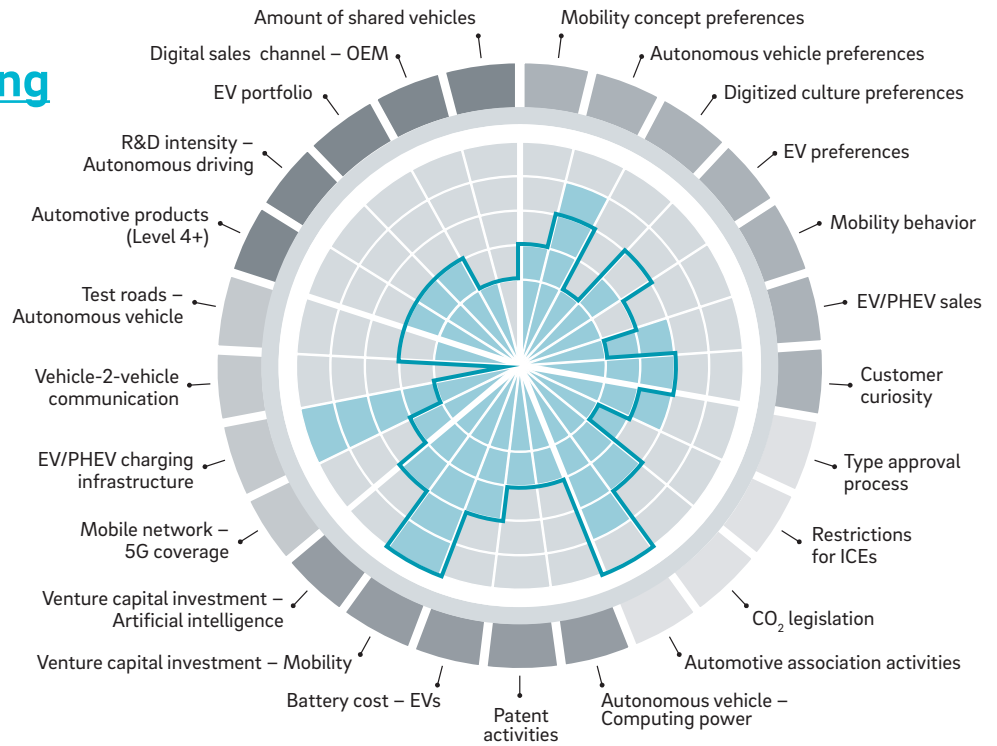 ng
Amount of shared vehicles
Mobility concept preferences
Digital sales channel – OEM
Autonomous vehicle preferences
EV portfolio
Digitized culture preferences
R&D intensity –
Autonomous driving
EV preferences
Automotive products
(Level 4+)
Mobility behavior
Test roads –
Autonomous vehicle
EV/PHEV sales
Vehicle-2-vehicle
communication
Customer
curiosity
EV/PHEV charging
infrastructure
Type approval
process
Mobile network –
5G coverage
Restrictions
for ICEs
Venture capital investment –
Artificial intelligence
CO₂ legislation
Venture capital investment – Mobility
Automotive association activities
Battery cost – EVs
Patent
activities
Autonomous vehicle –
Computing power